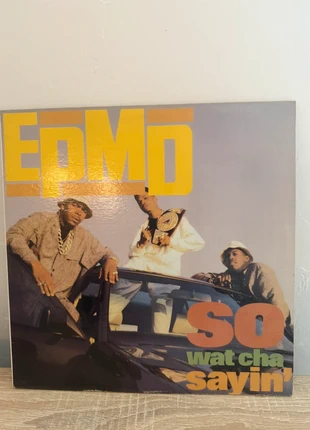 EPMD
SO
wat cha
sayin'